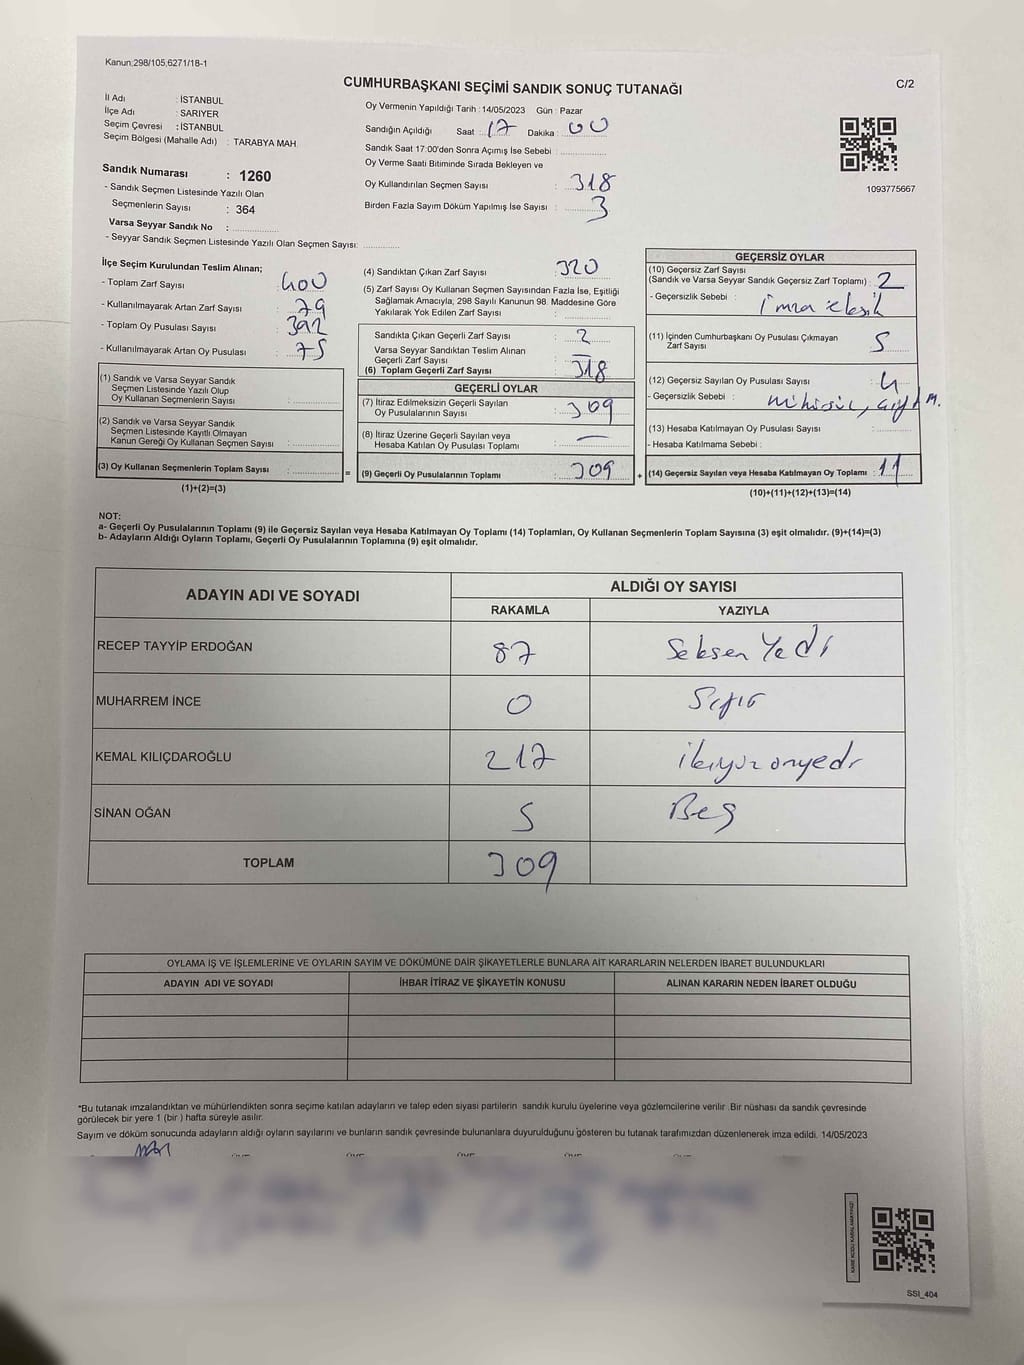 Kanun;298/105,6271/18-1
CUMHURBAŞKANI SEÇİMİ SANDIK SONUÇ TUTANAĞI
C/2
İl Adı : İSTANBUL
İlçe Adı : SARIYER
Seçim Çevresi : İSTANBUL
Seçim Bölgesi (Mahalle Adı) : TARABYA MAH.
Sandık Numarası : 1260
- Sandık Seçmen Listesinde Yazılı Olan
Seçmenlerin Sayısı : 364
Varsa Seyyar Sandık No :
- Seyyar Sandık Seçmen Listesinde Yazılı Olan Seçmen Sayısı:
Oy Vermenin Yapıldığı Tarih : 14/05/2023 Gün : Pazar
Sandığın Açıldığı Saat : 17 Dakika : 00
Sandık Saat 17:00'den Sonra Açımış İse Sebebi :
Oy Verme Saati Bitiminde Sırada Bekleyen ve
Oy Kullandırılan Seçmen Sayısı : 318
Birden Fazla Sayım Döküm Yapılmış İse Sayısı : 3
1093775667
İlçe Seçim Kurulundan Teslim Alınan;
- Toplam Zarf Sayısı : 400
- Kullanılmayarak Artan Zarf Sayısı : 79
- Toplam Oy Pusulası Sayısı : 392
- Kullanılmayarak Artan Oy Pusulası : 75
(1) Sandık ve Varsa Seyyar Sandık
Seçmen Listesinde Yazılı Olup
Oy Kullanan Seçmenlerin Sayısı :
(2) Sandık ve Varsa Seyyar Sandık
Seçmen Listesinde Kayıtlı Olmayan
Kanun Gereği Oy Kullanan Seçmen Sayısı :
(3) Oy Kullanan Seçmenlerin Toplam Sayısı :
(1)+(2)=(3)
(4) Sandıktan Çıkan Zarf Sayısı : 320
(5) Zarf Sayısı Oy Kullanan Seçmen Sayısından Fazla İse, Eşitliği
Sağlamak Amacıyla, 298 Sayılı Kanunun 98. Maddesine Göre
Yakılarak Yok Edilen Zarf Sayısı :
Sandıkta Çıkan Geçerli Zarf Sayısı : 2
Varsa Seyyar Sandıktan Teslim Alınan
Geçerli Zarf Sayısı : —
(6) Toplam Geçerli Zarf Sayısı : 318
GEÇERLİ OYLAR
(7) İtiraz Edilmeksizin Geçerli Sayılan
Oy Pusulalarının Sayısı : 309
(8) İtiraz Üzerine Geçerli Sayılan veya
Hesaba Katılan Oy Pusulası Toplamı : —
= (9) Geçerli Oy Pusulalarının Toplamı : 309
GEÇERSİZ OYLAR
(10) Geçersiz Zarf Sayısı
(Sandık ve Varsa Seyyar Sandık Geçersiz Zarf Toplamı) : 2
- Geçersizlik Sebebi : imza eksik
(11) İçinden Cumhurbaşkanı Oy Pusulası Çıkmayan
Zarf Sayısı : 5
(12) Geçersiz Sayılan Oy Pusulası Sayısı : 4
- Geçersizlik Sebebi :
(13) Hesaba Katılmayan Oy Pusulası Sayısı :
- Hesaba Katılmama Sebebi :
+ (14) Geçersiz Sayılan veya Hesaba Katılmayan Oy Toplamı : 11
(10)+(11)+(12)+(13)=(14)
NOT:
a- Geçerli Oy Pusulalarının Toplamı (9) ile Geçersiz Sayılan veya Hesaba Katılmayan Oy Toplamı (14) Toplamları, Oy Kullanan Seçmenlerin Toplam Sayısına (3) eşit olmalıdır. (9)+(14)=(3)
b- Adayların Aldığı Oyların Toplamı, Geçerli Oy Pusulalarının Toplamına (9) eşit olmalıdır.
ADAYIN ADI VE SOYADI
ALDIĞI OY SAYISI
RAKAMLA YAZIYLA
RECEP TAYYİP ERDOĞAN 87 Seksen Yedi
MUHARREM İNCE 0 Sıfır
KEMAL KILIÇDAROĞLU 217 ikiyüz onyedi
SİNAN OĞAN 5 Beş
TOPLAM 309
OYLAMA İŞ VE İŞLEMLERİNE VE OYLARIN SAYIM VE DÖKÜMÜNE DAİR ŞİKAYETLERLE BUNLARA AİT KARARLARIN NELERDEN İBARET BULUNDUKLARI
ADAYIN ADI VE SOYADI İHBAR İTİRAZ VE ŞİKAYETİN KONUSU ALINAN KARARIN NEDEN İBARET OLDUĞU
*Bu tutanak imzalandıktan ve mühürlendikten sonra seçime katılan adayların ve talep eden siyasi partilerin sandık kurulu üyelerine veya gözlemcilerine verilir .Bir nüshası da sandık çevresinde
görülecek bir yere 1 (bir ) hafta süreyle asılır.
Sayım ve döküm sonucunda adayların aldığı oyların sayılarını ve bunların sandık çevresinde bulunanlara duyurulduğunu gösteren bu tutanak tarafımızdan düzenlenerek imza edildi. 14/05/2023
KARE KODU KARALAMAYINIZ!
SSI_404